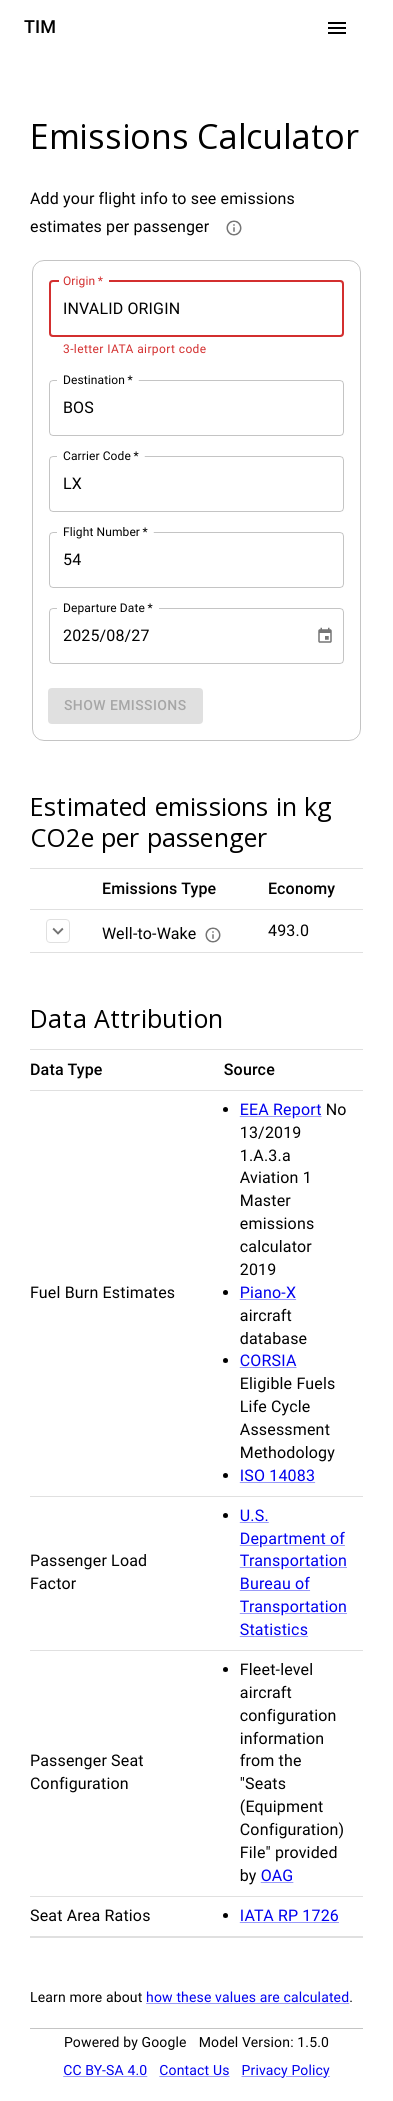 TIM
Emissions Calculator
Add your flight info to see emissions
estimates per passenger
Origin *
INVALID ORIGIN
3-letter IATA airport code
Destination *
BOS
Carrier Code *
LX
Flight Number *
54
Departure Date *
2025/08/27
SHOW EMISSIONS
Estimated emissions in kg
CO2e per passenger
Emissions Type Economy
Well-to-Wake 493.0
Data Attribution
Data Type Source
Fuel Burn Estimates
• EEA Report No
13/2019
1.A.3.a
Aviation 1
Master
emissions
calculator
2019
• Piano-X
aircraft
database
• CORSIA
Eligible Fuels
Life Cycle
Assessment
Methodology
• ISO 14083
Passenger Load
Factor
• U.S.
Department of
Transportation
Bureau of
Transportation
Statistics
Passenger Seat
Configuration
• Fleet-level
aircraft
configuration
information
from the
"Seats
(Equipment
Configuration)
File" provided
by OAG
Seat Area Ratios
• IATA RP 1726
Learn more about how these values are calculated.
Powered by Google Model Version: 1.5.0
CC BY-SA 4.0 Contact Us Privacy Policy